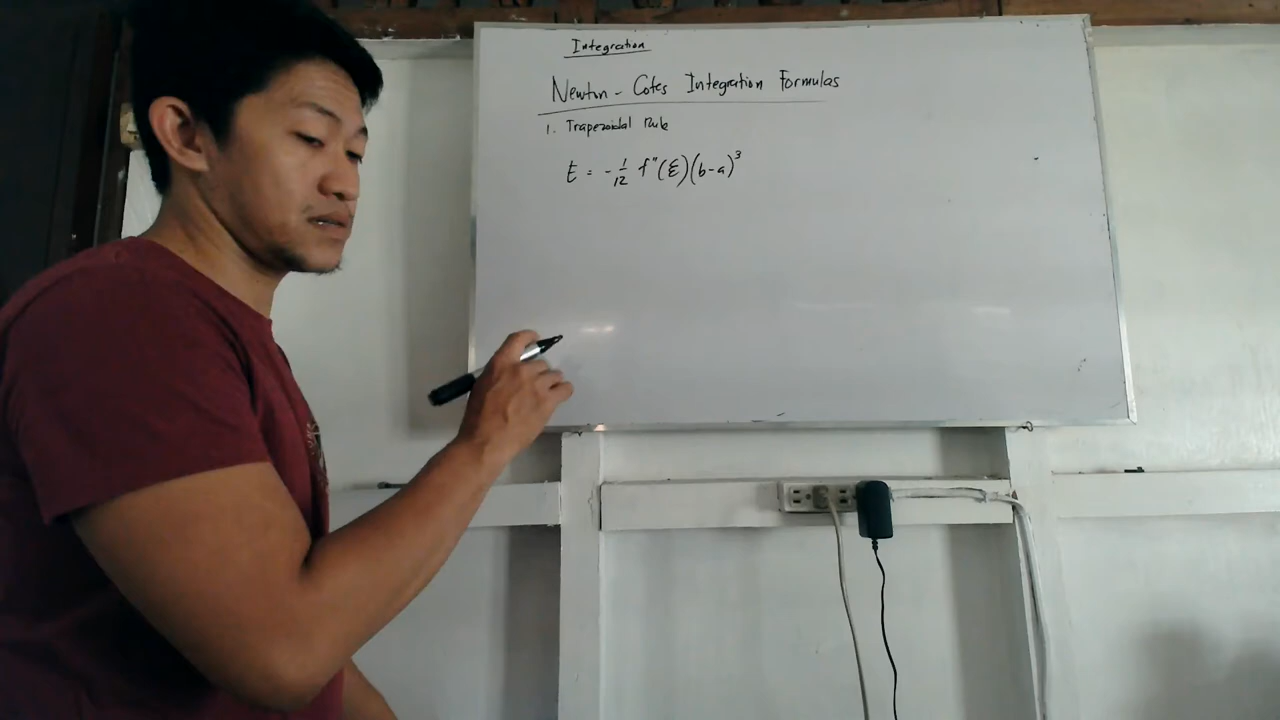 Integration
Newton - Cotes Integration Formulas
1. Trapezoidal Rule
E = - 1/12 f"(ξ)(b-a)³